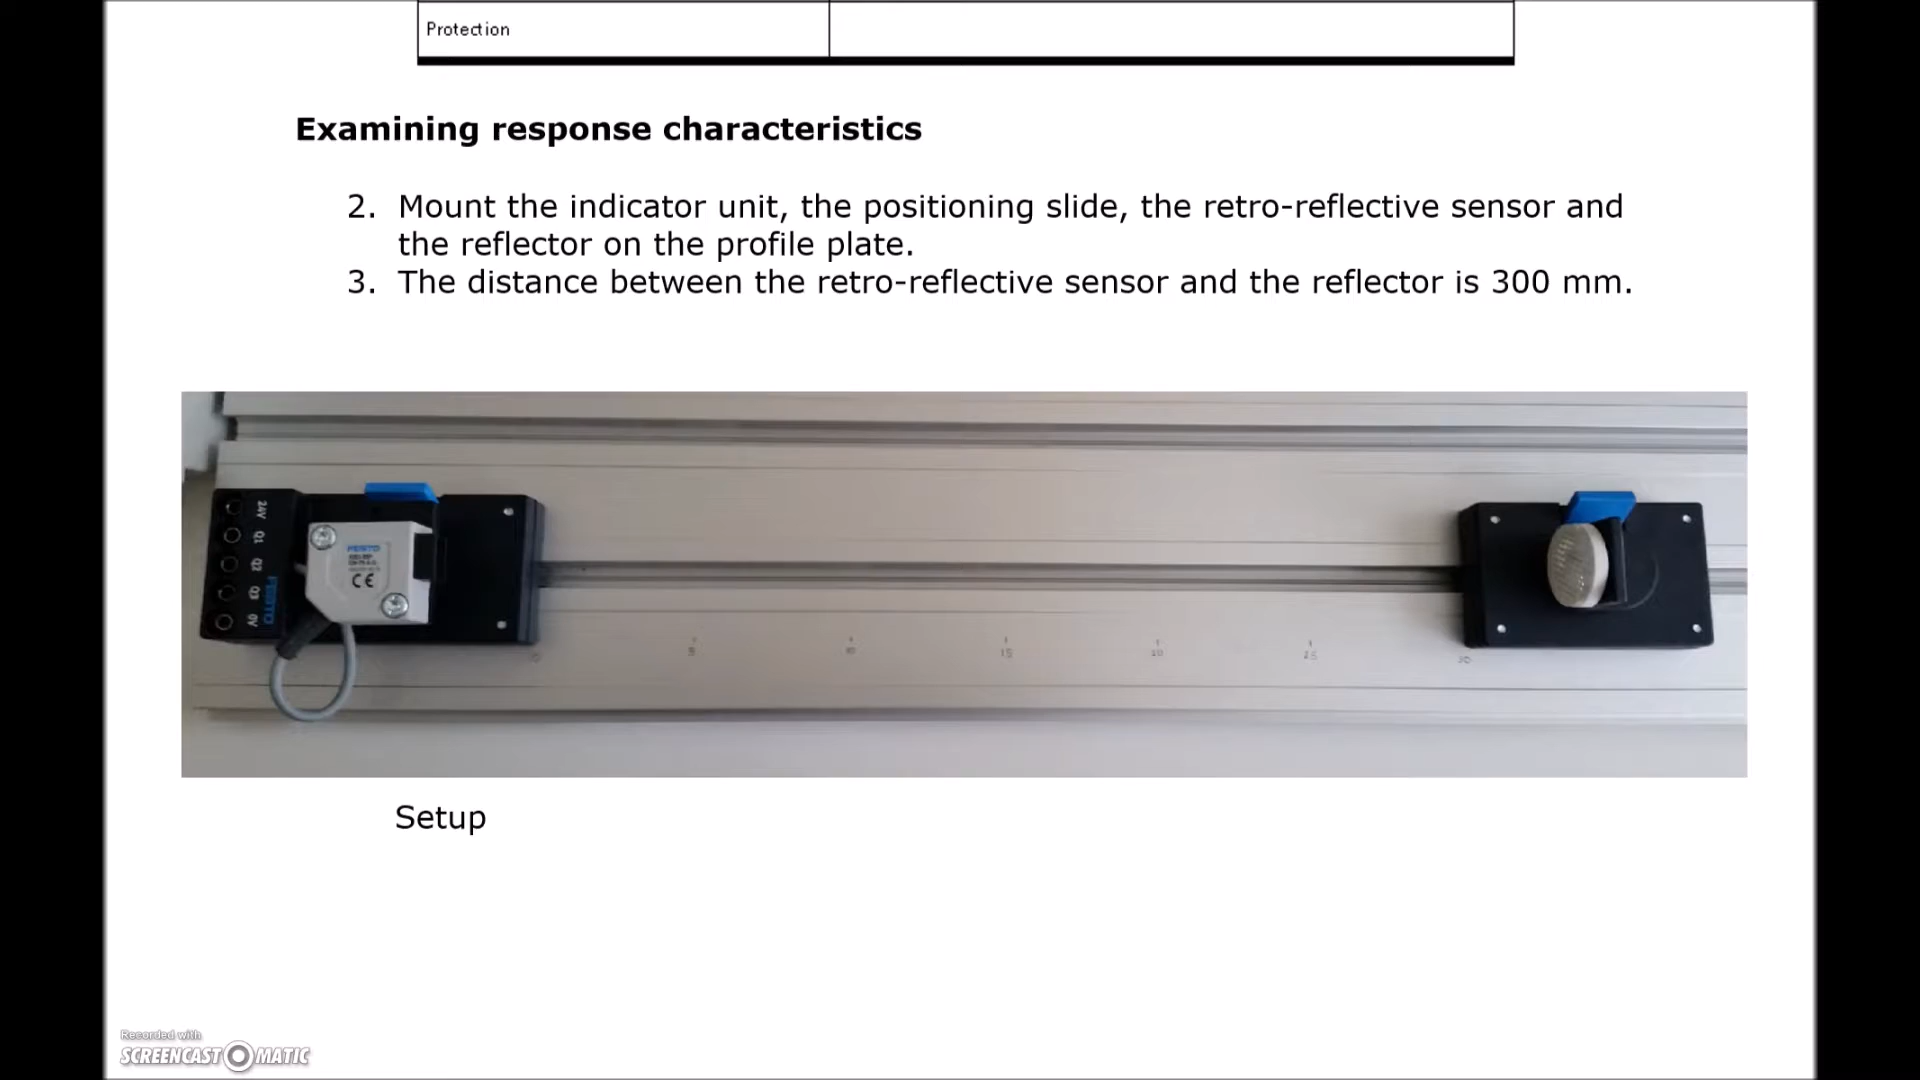 Protection
Examining response characteristics
2. Mount the indicator unit, the positioning slide, the retro-reflective sensor and
the reflector on the profile plate.
3. The distance between the retro-reflective sensor and the reflector is 300 mm.
24V
Q1
Q2
Q3
0V
FESTO
FESTO
CE
0
5
10
15
20
25
30
Setup
Recorded with
SCREENCAST MATIC